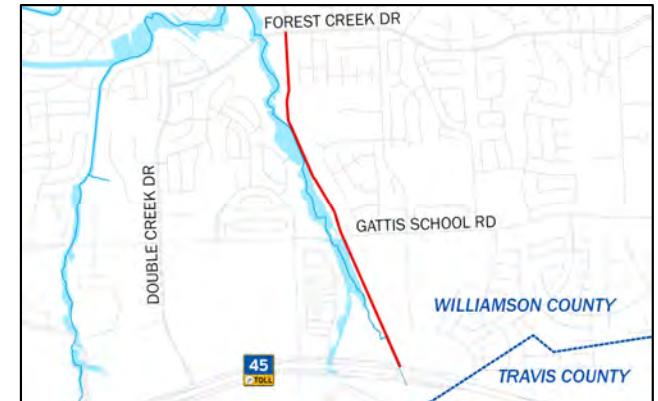 FOREST CREEK DR
DOUBLE CREEK DR
GATTIS SCHOOL RD
WILLIAMSON COUNTY
45
TOLL
TRAVIS COUNTY